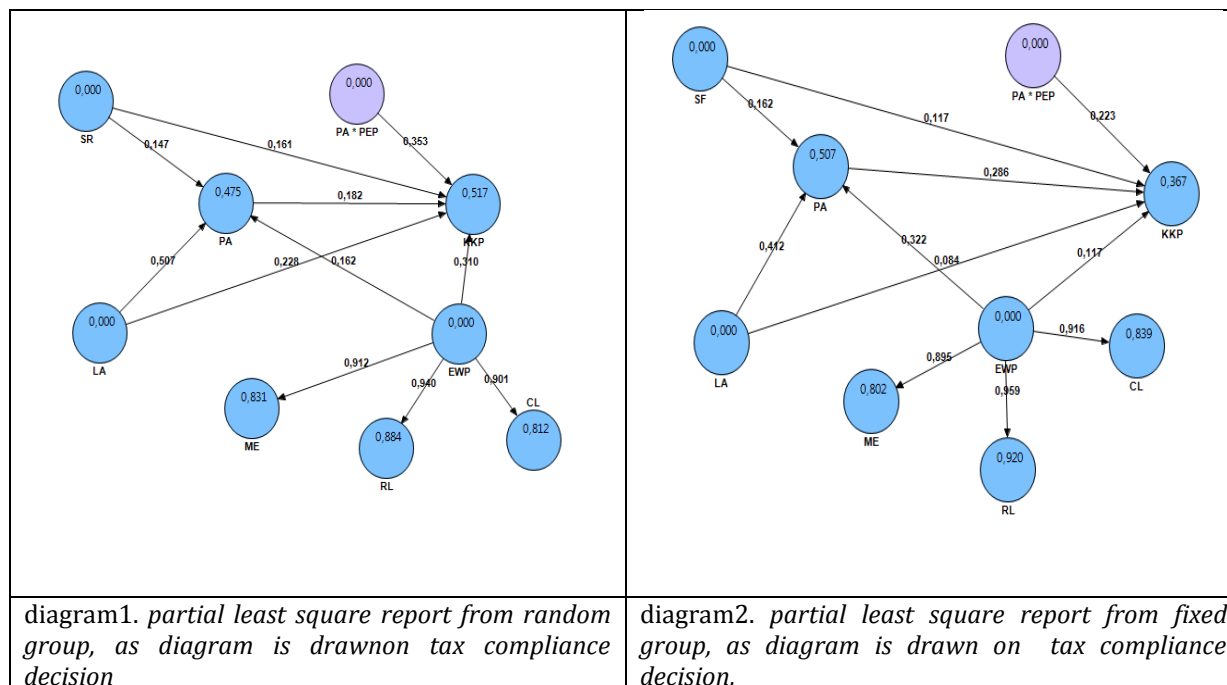 0,000
SR
0,000
PA * PEP
0,147
0,161
0,353
0,475
PA
0,182
0,517
KKP
0,507
0,228
0,162
0,310
0,000
LA
0,000
EWP
0,912
0,940
0,901
0,831
ME
0,884
RL
CL
0,812
diagram1. partial least square report from random
group, as diagram is drawnon tax compliance
decision
0,000
SF
0,000
PA * PEP
0,162
0,117
0,223
0,507
PA
0,286
0,367
KKP
0,412
0,322
0,084
0,117
0,000
LA
0,000
EWP
0,916
0,839
CL
0,895
0,959
0,802
ME
0,920
RL
diagram2. partial least square report from fixed
group, as diagram is drawn on tax compliance
decision.